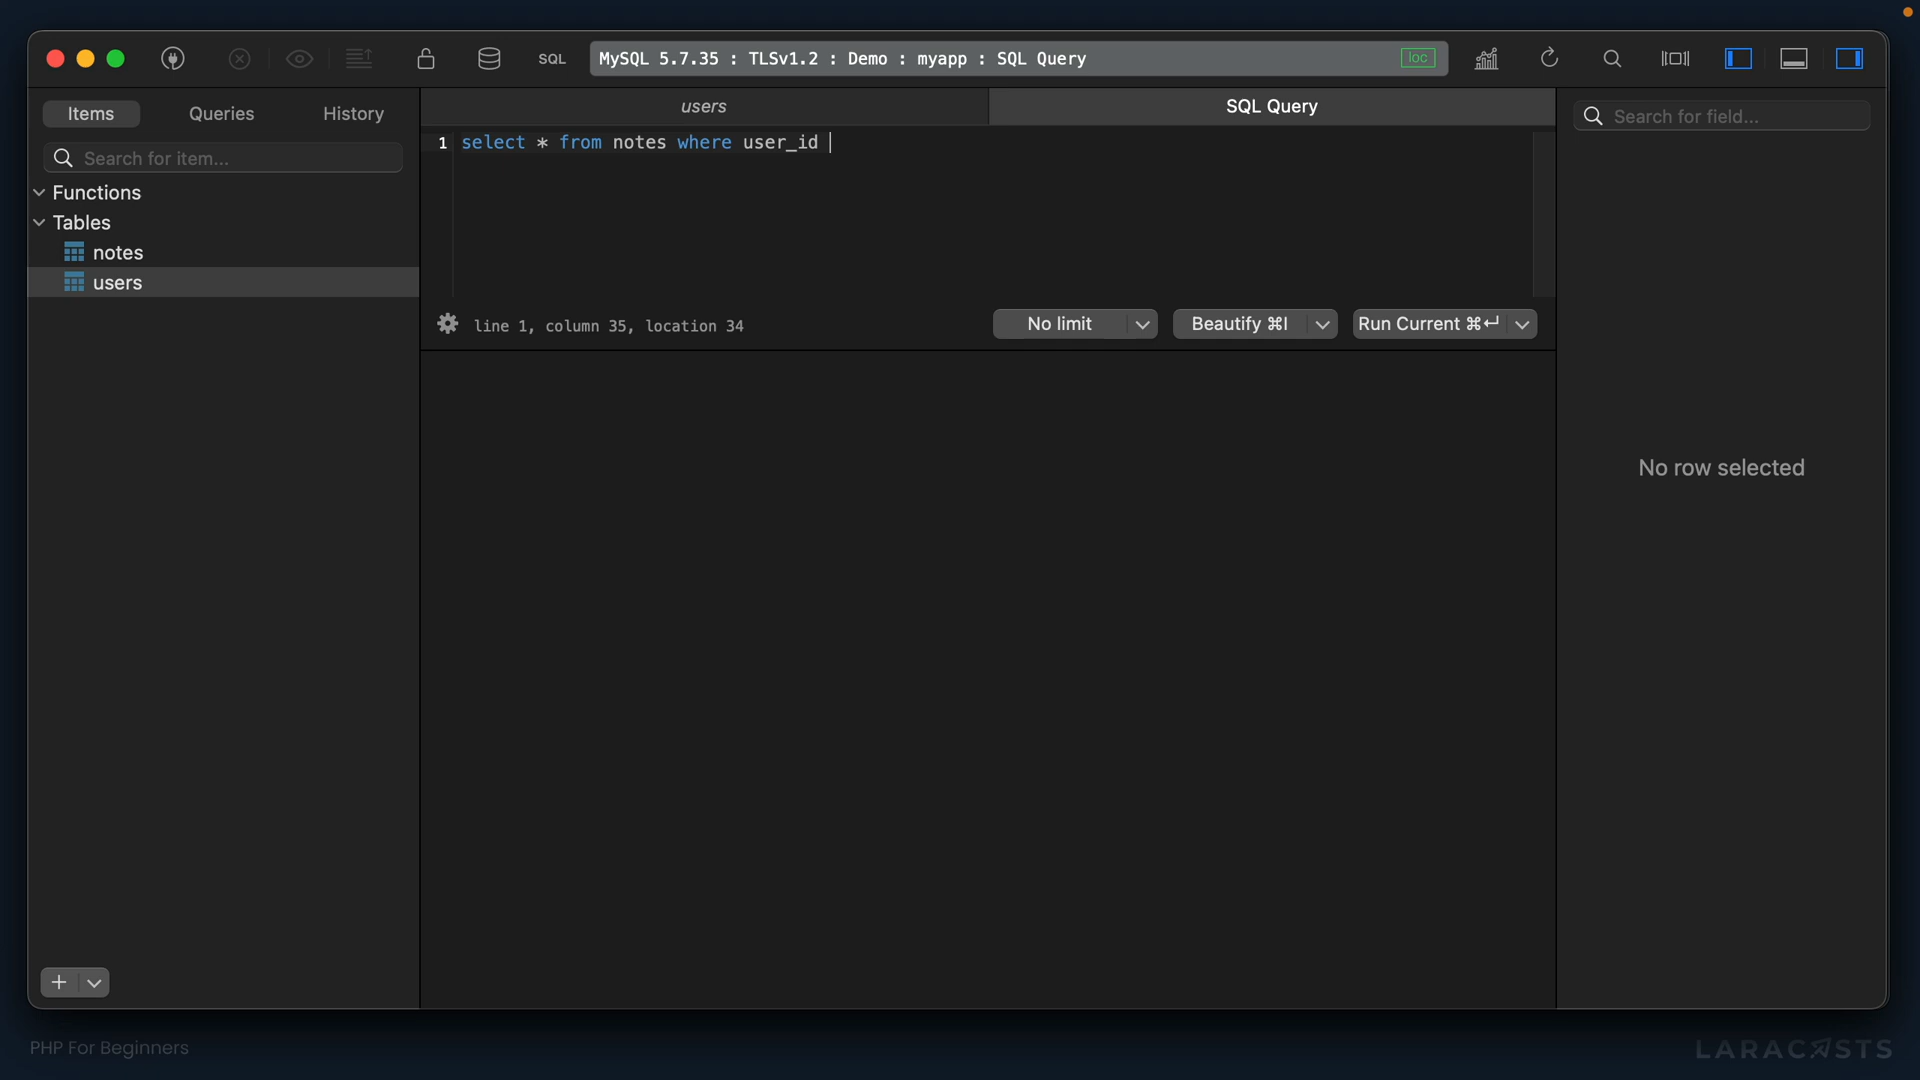 SQL
MySQL 5.7.35 : TLSv1.2 : Demo : myapp : SQL Query
loc
Items
Queries
History
users
SQL Query
Search for item...
Search for field...
1
select * from notes where user_id
Functions
Tables
notes
users
line 1, column 35, location 34
No limit
Beautify ⌘I
Run Current ⌘↵
No row selected
PHP For Beginners
LARACASTS